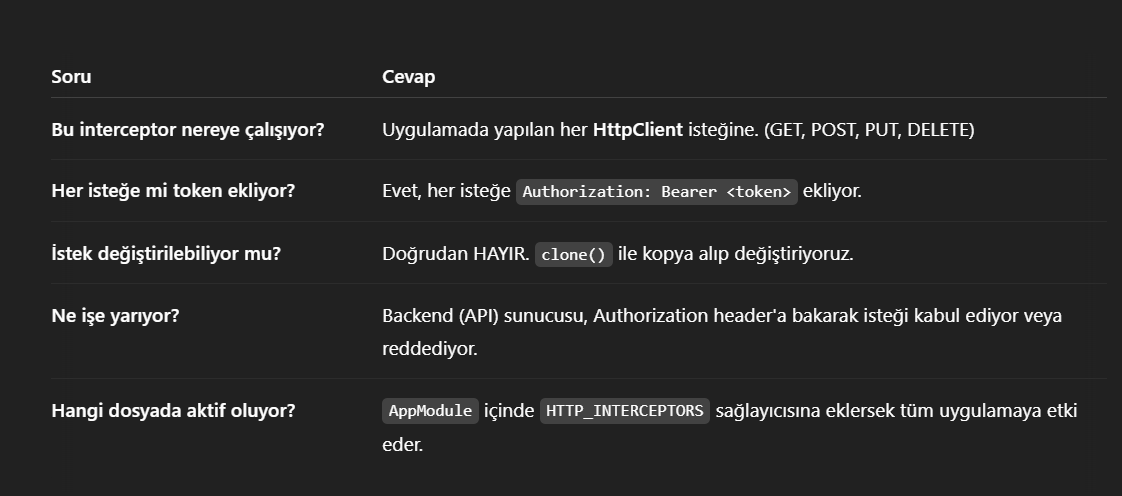 Soru Cevap
Bu interceptor nereye çalışıyor? Uygulamada yapılan her HttpClient isteğine. (GET, POST, PUT, DELETE)
Her isteğe mi token ekliyor? Evet, her isteğe Authorization: Bearer <token> ekliyor.
İstek değiştirilebiliyor mu? Doğrudan HAYIR. clone() ile kopya alıp değiştiriyoruz.
Ne işe yarıyor? Backend (API) sunucusu, Authorization header'a bakarak isteği kabul ediyor veya
reddediyor.
Hangi dosyada aktif oluyor? AppModule içinde HTTP_INTERCEPTORS sağlayıcısına eklersek tüm uygulamaya etki
eder.